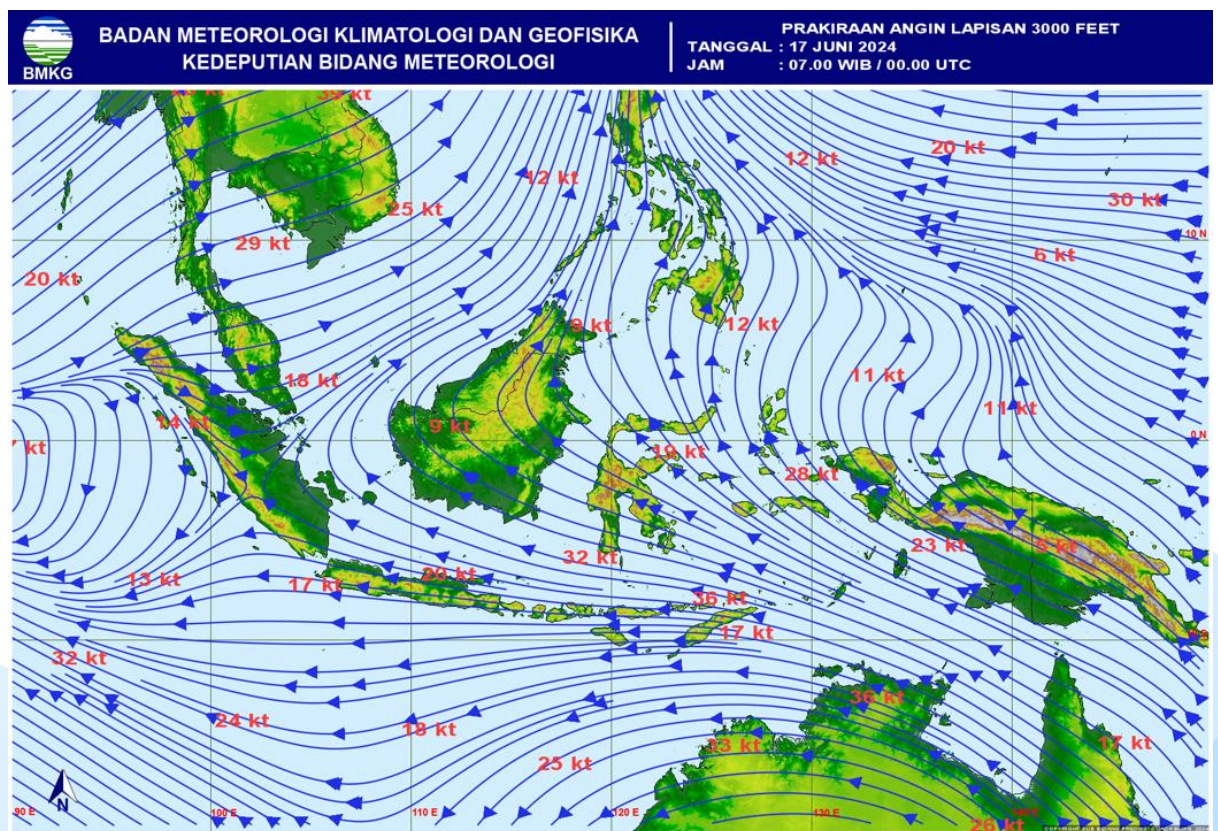 BADAN METEOROLOGI KLIMATOLOGI DAN GEOFISIKA
KEDEPUTIAN BIDANG METEOROLOGI
BMKG
PRAKIRAAN ANGIN LAPISAN 3000 FEET
TANGGAL : 17 JUNI 2024
JAM : 07.00 WIB / 00.00 UTC
39 kt
20 kt
12 kt
12 kt
30 kt
25 kt
29 kt
10 N
6 kt
20 kt
9 kt
12 kt
18 kt
11 kt
11 kt
14 kt
9 kt
0 N
kt
19 kt
28 kt
23 kt
5 kt
32 kt
13 kt
17 kt
20 kt
36 kt
17 kt
32 kt
24 kt
18 kt
36 kt
33 kt
17 kt
25 kt
N
90 E
100 E
110 E
120 E
130 E
26 kt